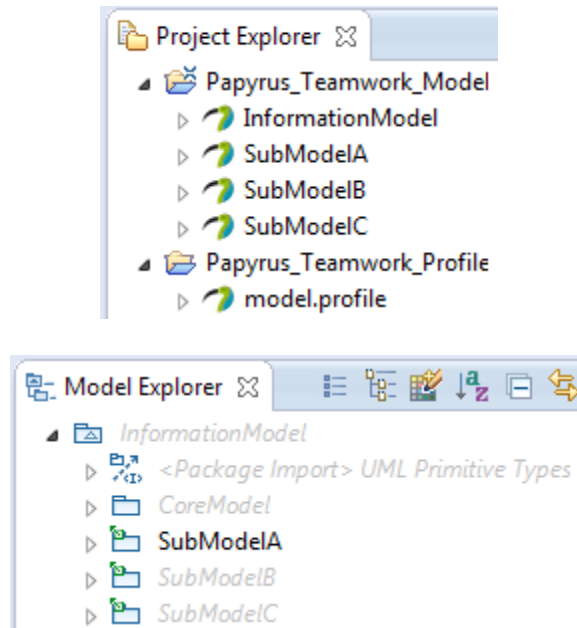 Project Explorer
Papyrus_Teamwork_Model
InformationModel
SubModelA
SubModelB
SubModelC
Papyrus_Teamwork_Profile
model.profile
Model Explorer
InformationModel
<Package Import> UML Primitive Types
CoreModel
SubModelA
SubModelB
SubModelC